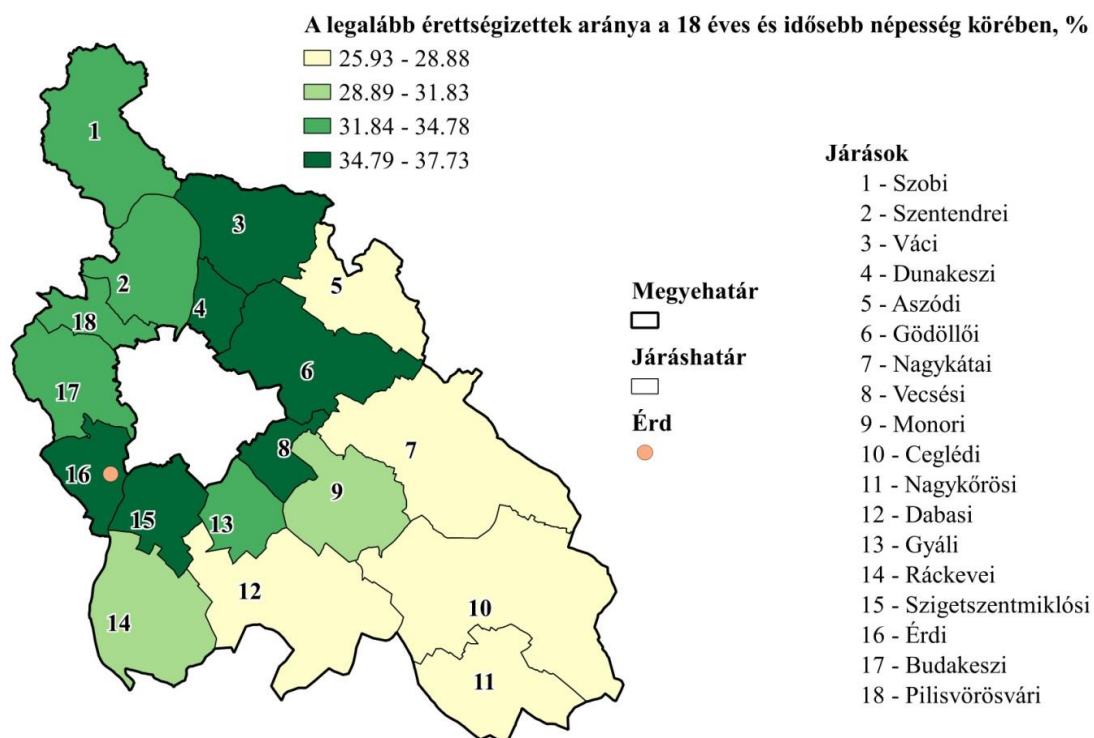 A legalább érettségizettek aránya a 18 éves és idősebb népesség körében, %
25.93 - 28.88
28.89 - 31.83
31.84 - 34.78
34.79 - 37.73
Járások
1 - Szobi
2 - Szentendrei
3 - Váci
4 - Dunakeszi
5 - Aszódi
6 - Gödöllői
7 - Nagykátai
8 - Vecsési
9 - Monori
10 - Ceglédi
11 - Nagykőrösi
12 - Dabasi
13 - Gyáli
14 - Ráckevei
15 - Szigetszentmiklósi
16 - Érdi
17 - Budakeszi
18 - Pilisvörösvári
Megyehatár
Járáshatár
Érd
1
2
3
4
5
6
7
8
9
10
11
12
13
14
15
16
17
18